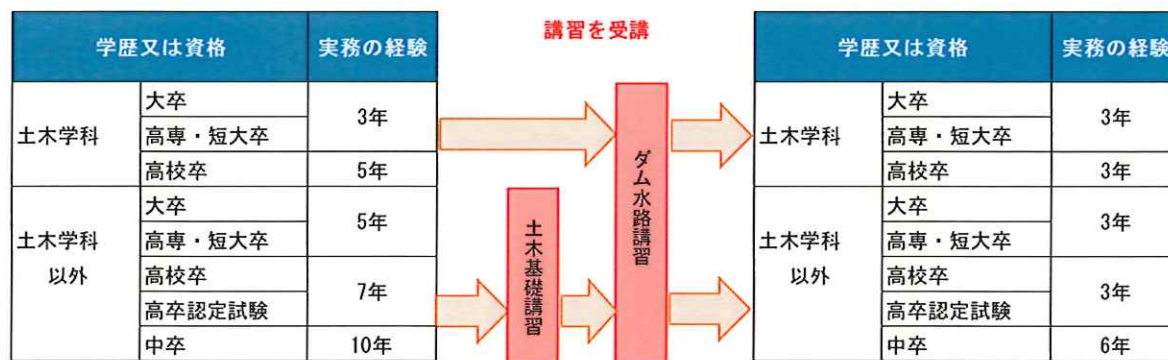 講習を受講
学歴又は資格 実務の経験
土木学科 大卒 3年
高専・短大卒
高校卒 5年
土木学科以外 大卒 5年
高専・短大卒
高校卒 7年
高卒認定試験
中卒 10年
土木基礎講習
ダム水路講習
学歴又は資格 実務の経験
土木学科 大卒 3年
高専・短大卒
高校卒 3年
土木学科以外 大卒 3年
高専・短大卒
高校卒 3年
高卒認定試験
中卒 6年